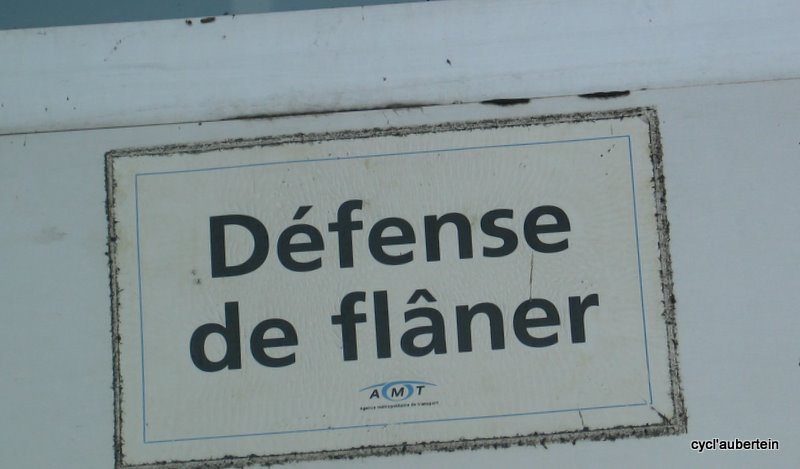 Défense
de flâner
AMT
Agence métropolitaine de transport
cycl'aubertein